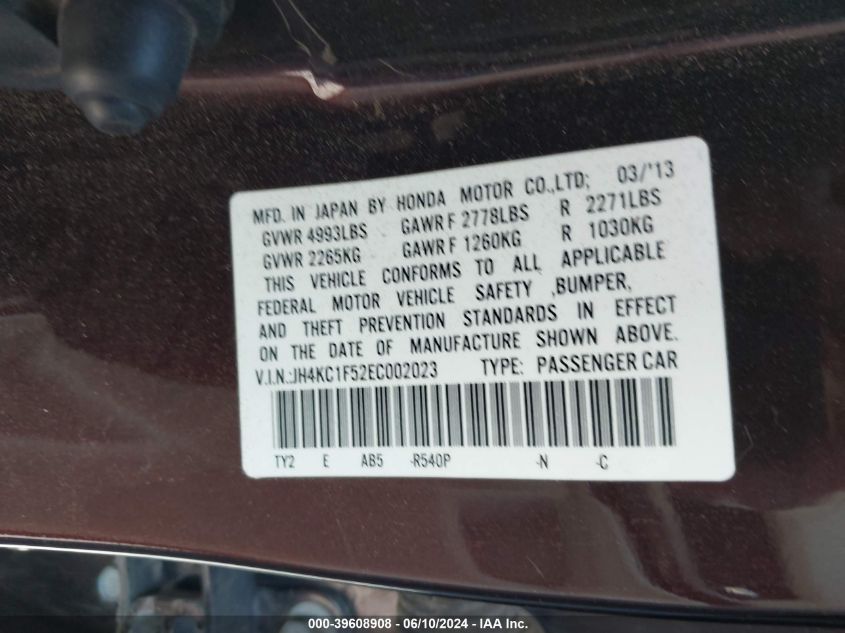 MFD. IN JAPAN BY HONDA MOTOR CO.,LTD; 03/'13
GVWR 4993LBS GAWR F 2778LBS R 2271LBS
GVWR 2265KG GAWR F 1260KG R 1030KG
THIS VEHICLE CONFORMS TO ALL APPLICABLE
FEDERAL MOTOR VEHICLE SAFETY ,BUMPER,
AND THEFT PREVENTION STANDARDS IN EFFECT
ON THE DATE OF MANUFACTURE SHOWN ABOVE.
V.I.N.:JH4KC1F52EC002023 TYPE: PASSENGER CAR
TY2 E AB5 -R540P -N -C
000-39608908 - 06/10/2024 - IAA Inc.